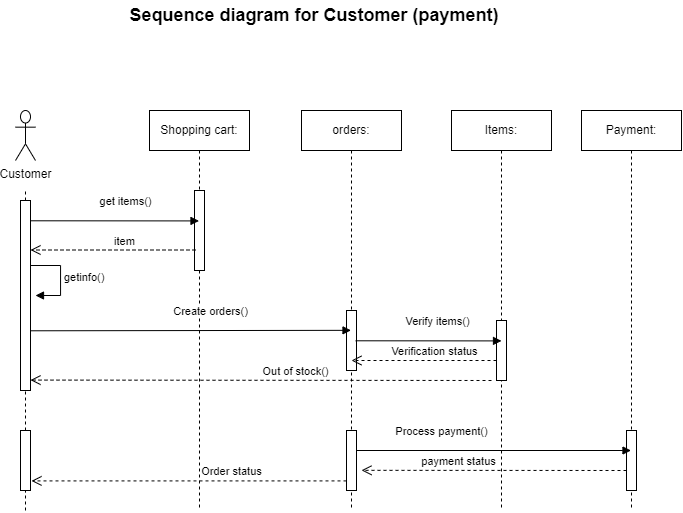 Sequence diagram for Customer (payment)
Shopping cart:
orders:
Items:
Payment:
Customer
get items()
item
getinfo()
Create orders()
Verify items()
Verification status
Out of stock()
Process payment()
payment status
Order status